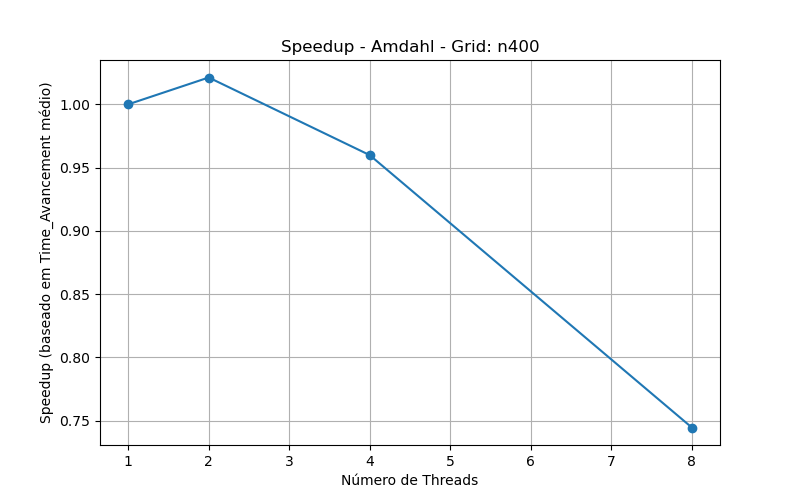 Speedup - Amdahl - Grid: n400
Speedup (baseado em Time_Avancement médio)
1.00
0.95
0.90
0.85
0.80
0.75
1 2 3 4 5 6 7 8
Número de Threads